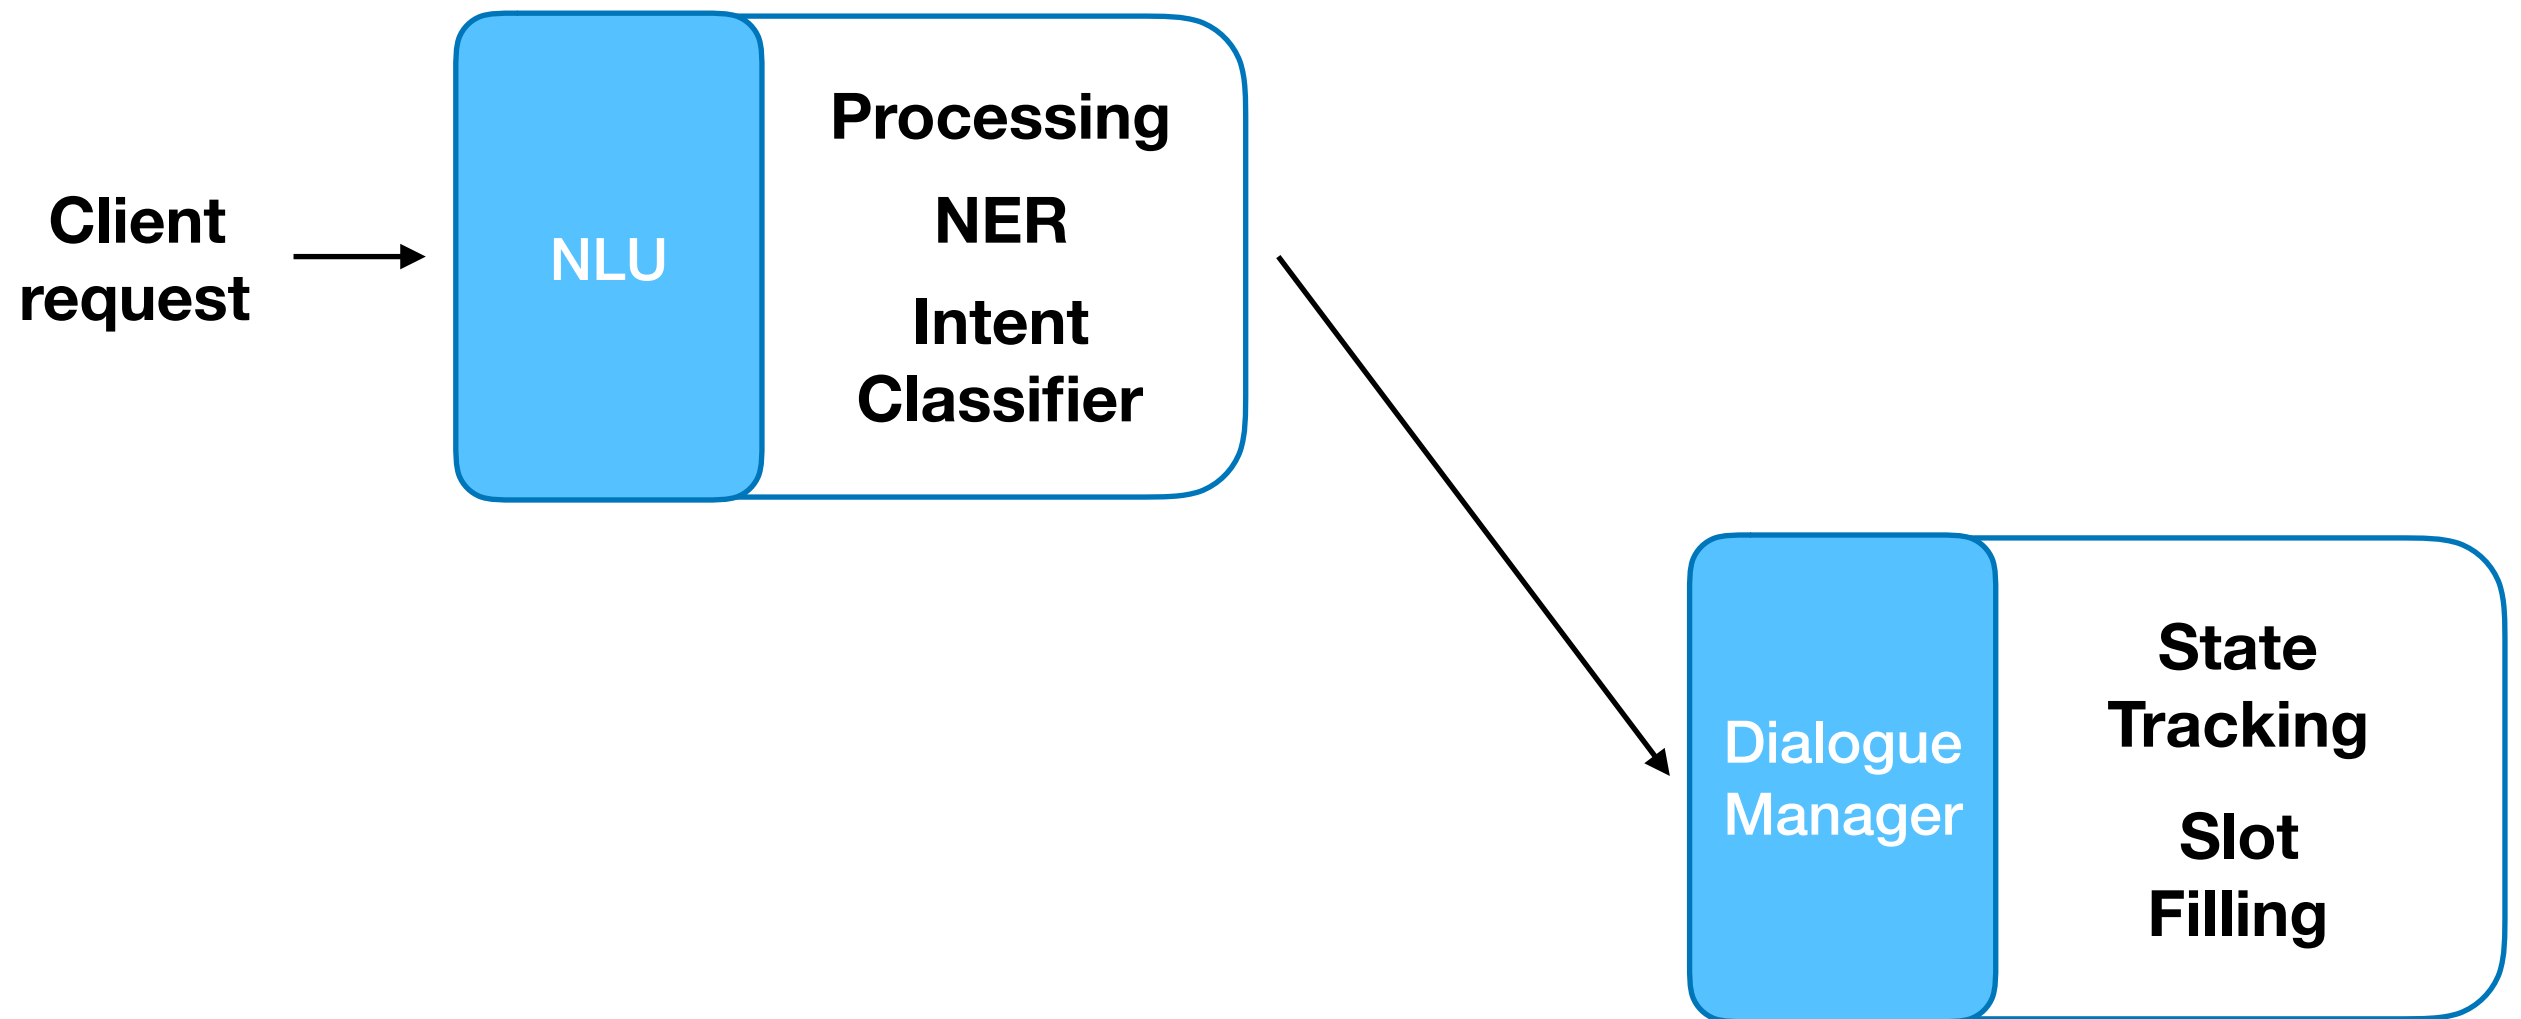 Client
request
NLU
Processing
NER
Intent
Classifier
Dialogue
Manager
State
Tracking
Slot
Filling